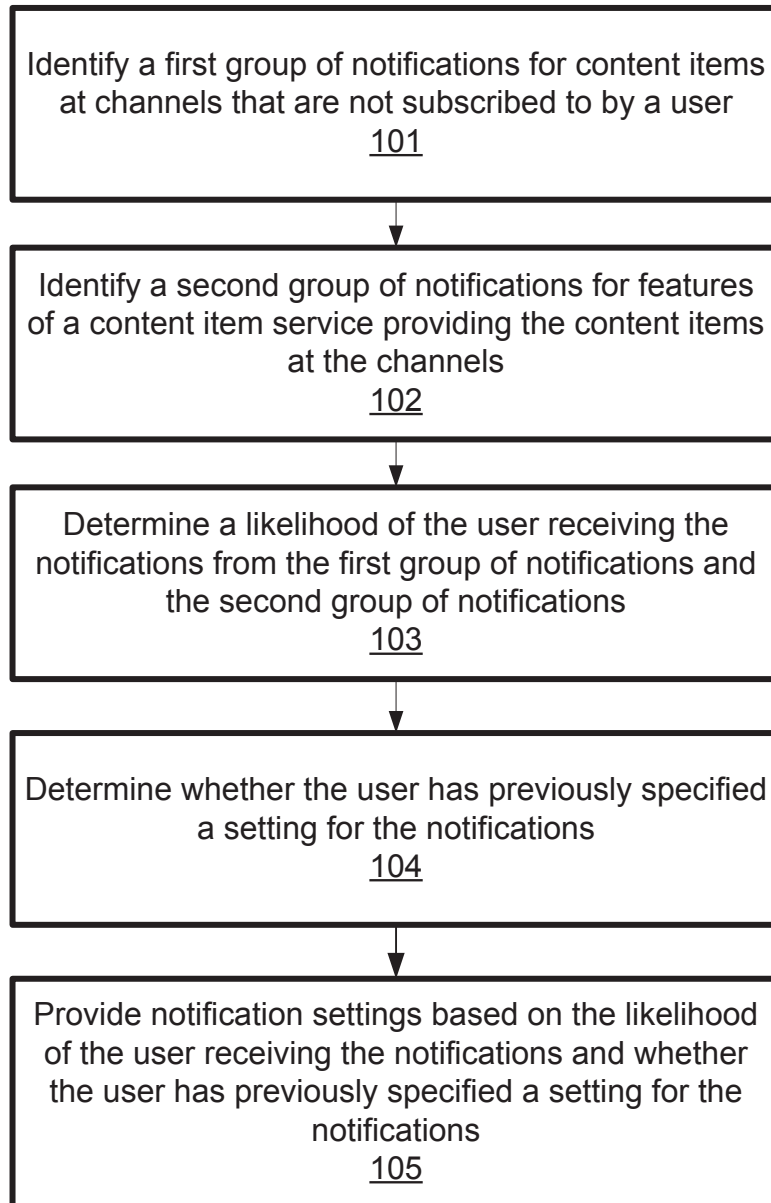 Identify a first group of notifications for content items
at channels that are not subscribed to by a user
101
Identify a second group of notifications for features
of a content item service providing the content items
at the channels
102
Determine a likelihood of the user receiving the
notifications from the first group of notifications and
the second group of notifications
103
Determine whether the user has previously specified
a setting for the notifications
104
Provide notification settings based on the likelihood
of the user receiving the notifications and whether
the user has previously specified a setting for the
notifications
105